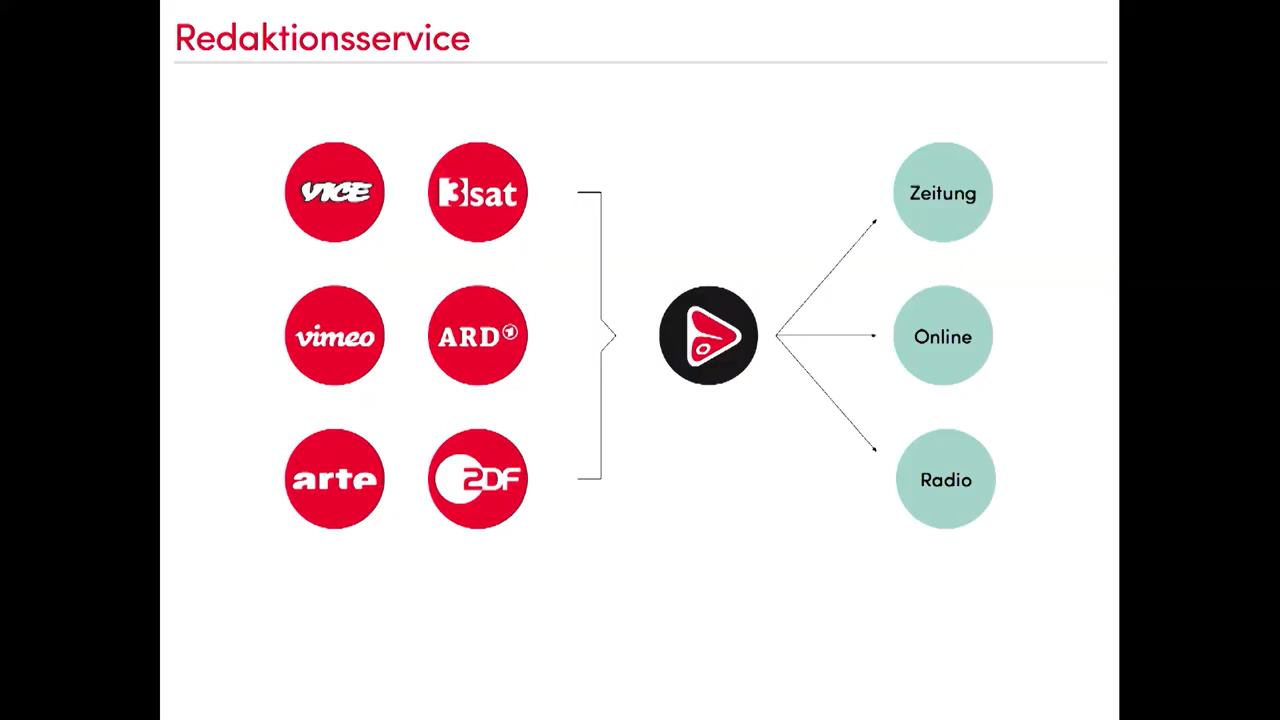 Redaktionsservice
VICE
3sat
Zeitung
vimeo
ARD
Online
arte
ZDF
Radio